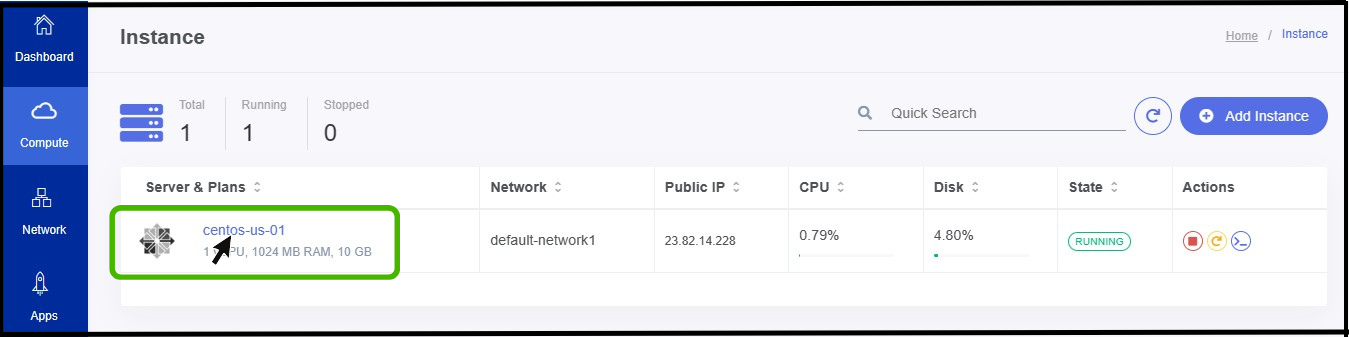 Dashboard
Compute
Network
Apps
Instance
Home / Instance
Total Running Stopped
1 1 0
Quick Search
Add Instance
Server & Plans Network Public IP CPU Disk State Actions
centos-us-01
1 PU, 1024 MB RAM, 10 GB
default-network1
23.82.14.228
0.79%
4.80%
RUNNING